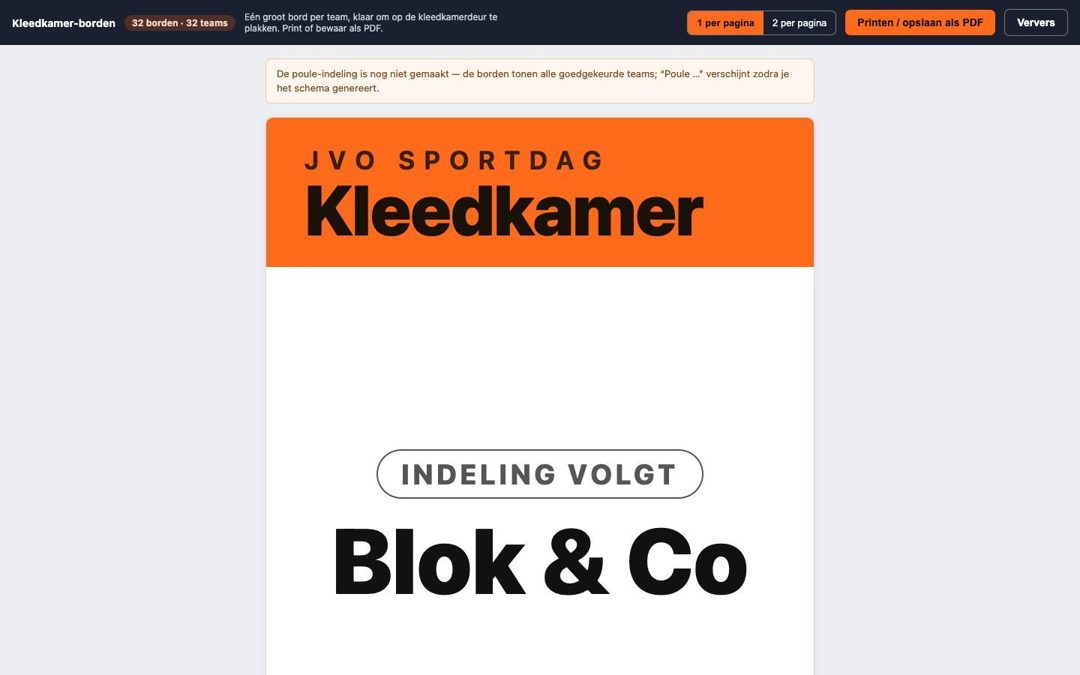 Kleedkamer-borden
32 borden · 32 teams
Eén groot bord per team, klaar om op de kleedkamerdeur te
plakken. Print of bewaar als PDF.
1 per pagina
2 per pagina
Printen / opslaan als PDF
Ververs
De poule-indeling is nog niet gemaakt — de borden tonen alle goedgekeurde teams; “Poule …” verschijnt zodra je
het schema genereert.
JVO SPORTDAG
Kleedkamer
INDELING VOLGT
Blok & Co